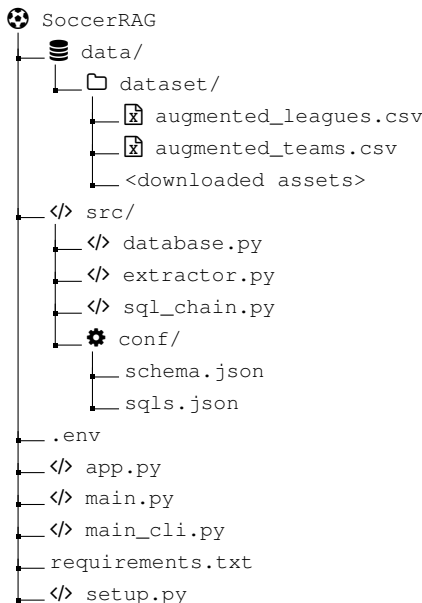 SoccerRAG
data/
dataset/
augmented_leagues.csv
augmented_teams.csv
<downloaded assets>
src/
database.py
extractor.py
sql_chain.py
conf/
schema.json
sqls.json
.env
app.py
main.py
main_cli.py
requirements.txt
setup.py